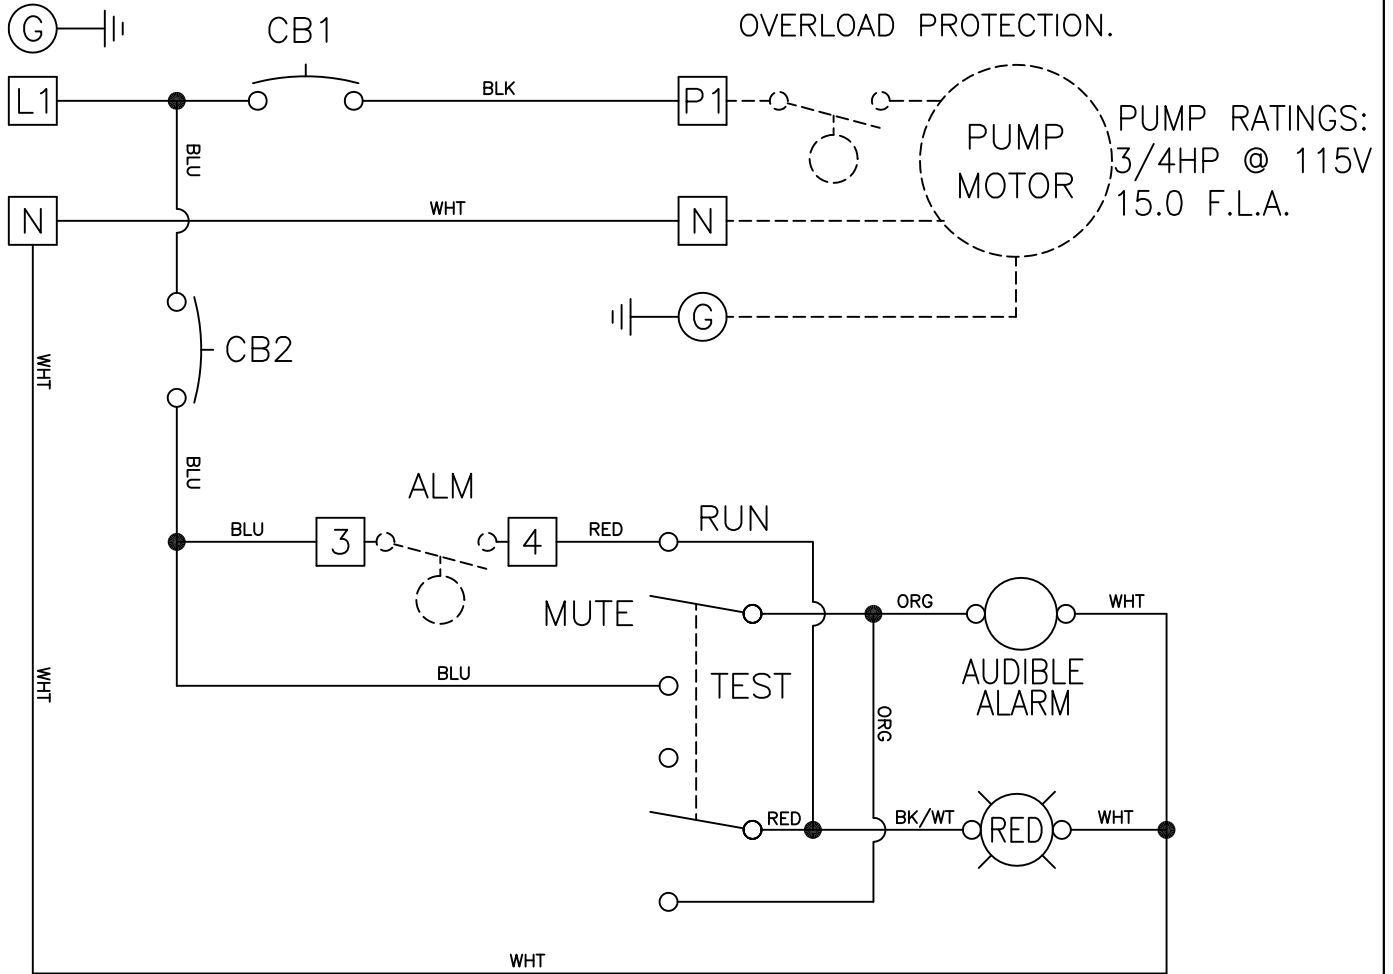 OVERLOAD PROTECTION.
G
CB1
L1
BLK
P1
PUMP
MOTOR
PUMP RATINGS:
3/4HP @ 115V
15.0 F.L.A.
BLU
N
WHT
N
G
CB2
WHT
BLU
ALM
BLU
3
4
RED
RUN
MUTE
ORG
WHT
AUDIBLE
ALARM
WHT
BLU
TEST
ORG
RED
BK/WT
RED
WHT
WHT